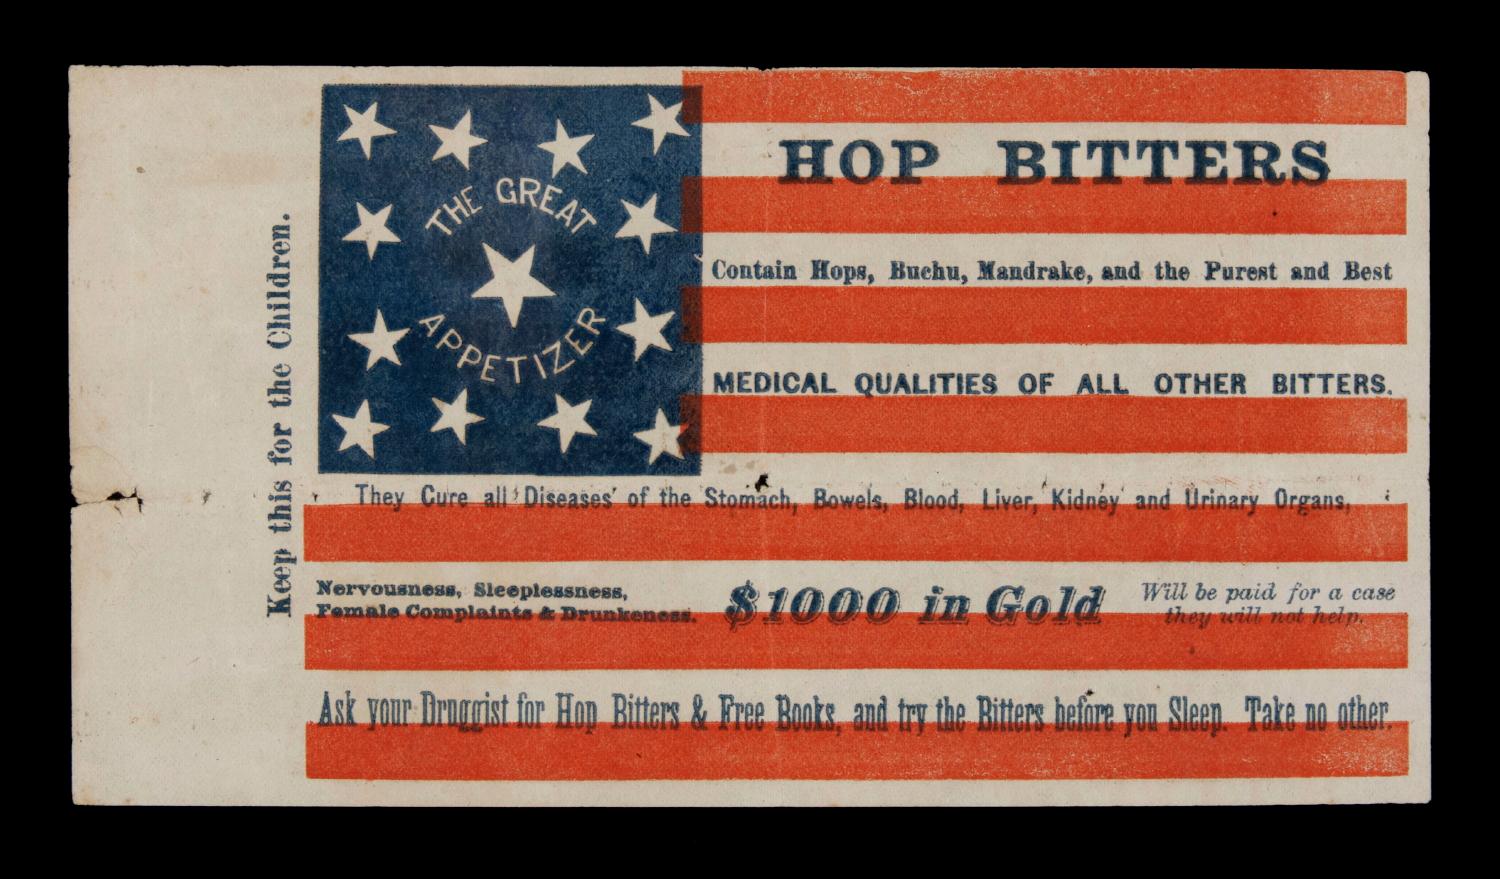 Keep this for the Children.
THE GREAT
APPETIZER
HOP BITTERS
Contain Hops, Buchu, Mandrake, and the Purest and Best
MEDICAL QUALITIES OF ALL OTHER BITTERS.
They Cure all Diseases of the Stomach, Bowels, Blood, Liver, Kidney and Urinary Organs,
Nervousness, Sleeplessness,
Female Complaints & Drunkeness.
$1000 in Gold
Will be paid for a case
they will not help.
Ask your Druggist for Hop Bitters & Free Books, and try the Bitters before you Sleep. Take no other.